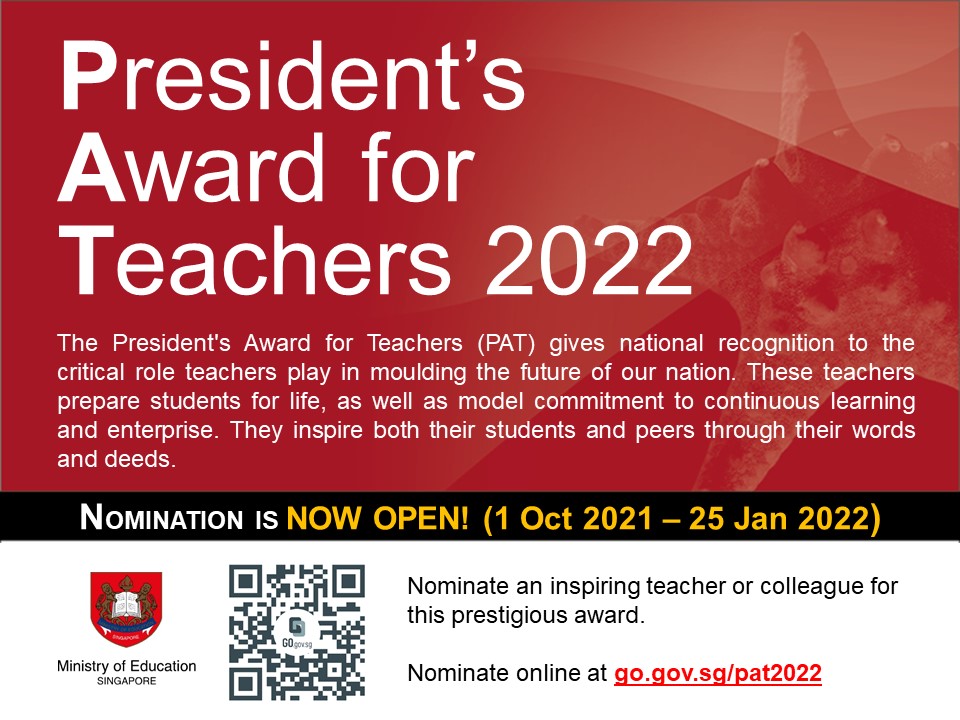 President’s
Award for
Teachers 2022
The President's Award for Teachers (PAT) gives national recognition to the
critical role teachers play in moulding the future of our nation. These teachers
prepare students for life, as well as model commitment to continuous learning
and enterprise. They inspire both their students and peers through their words
and deeds.
NOMINATION IS NOW OPEN! (1 Oct 2021 – 25 Jan 2022)
SINGAPORE
Ministry of Education
SINGAPORE
GO.gov.sg
Nominate an inspiring teacher or colleague for
this prestigious award.
Nominate online at go.gov.sg/pat2022